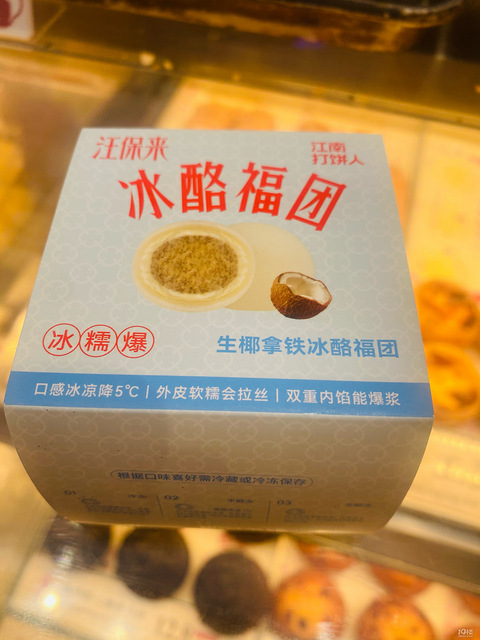 汪保来
江南
打饼人
冰酪福团
冰糯爆
生椰拿铁冰酪福团
口感冰凉降5℃ | 外皮软糯会拉丝 | 双重内馅能爆浆
根据口味喜好需冷藏或冷冻保存
01
02
03